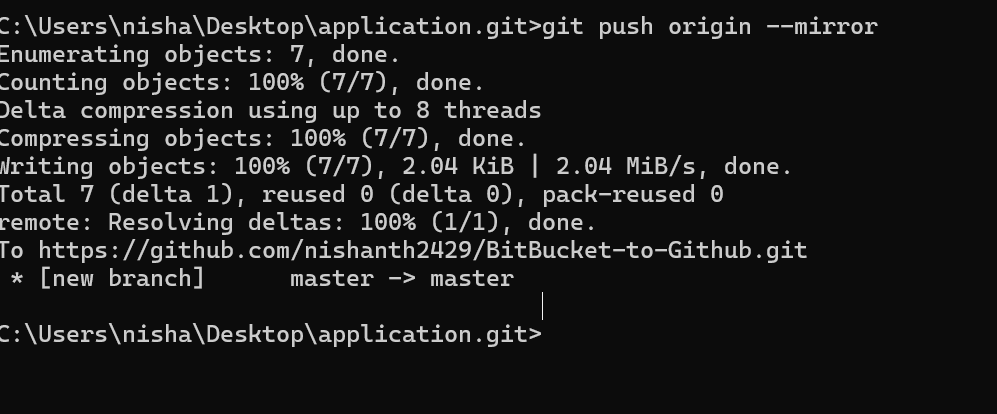 C:\Users\nisha\Desktop\application.git>git push origin --mirror
Enumerating objects: 7, done.
Counting objects: 100% (7/7), done.
Delta compression using up to 8 threads
Compressing objects: 100% (7/7), done.
Writing objects: 100% (7/7), 2.04 KiB | 2.04 MiB/s, done.
Total 7 (delta 1), reused 0 (delta 0), pack-reused 0
remote: Resolving deltas: 100% (1/1), done.
To https://github.com/nishanth2429/BitBucket-to-Github.git
 * [new branch]      master -> master
C:\Users\nisha\Desktop\application.git>